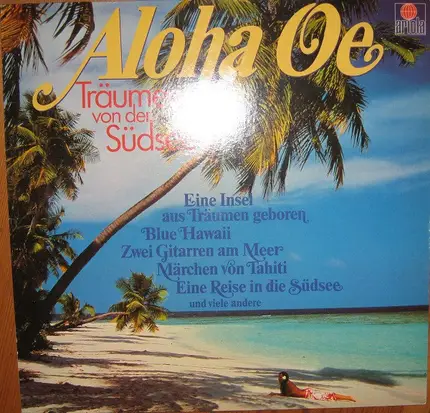 Aloha Oe
ariola
Träume
von der
Eine Insel
aus Träumen geboren
Blue Hawaii
Zwei Gitarren am Meer
Märchen von Tahiti
Eine Reise in die Südsee
und viele andere